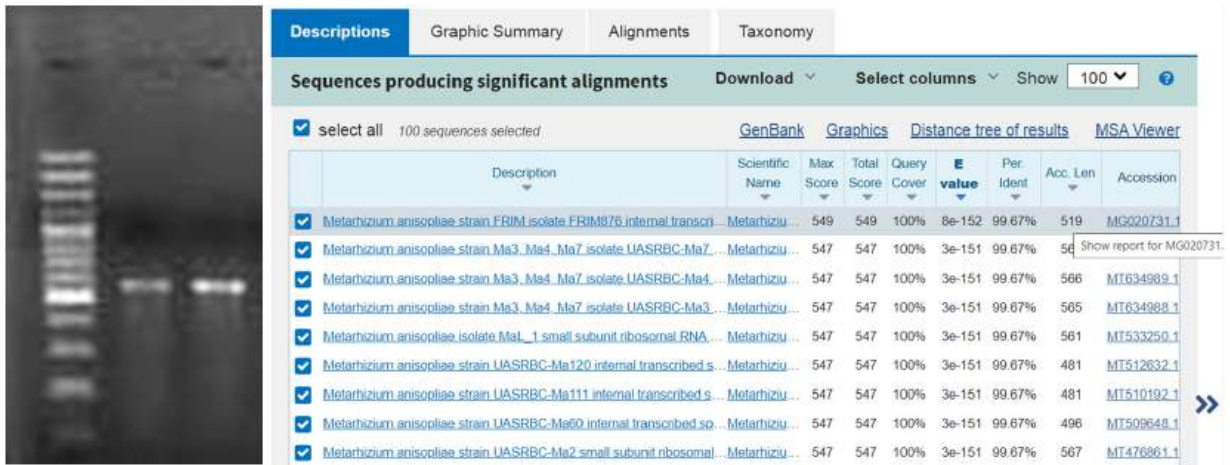 Descriptions Graphic Summary Alignments Taxonomy
Sequences producing significant alignments Download Select columns Show 100
select all 100 sequences selected GenBank Graphics Distance tree of results MSA Viewer
Description Scientific Name Max Score Total Score Query Cover E value Per. Ident Acc. Len Accession
Metarhizium anisopliae strain FRIM isolate FRIM876 internal transcri... Metarhiziu... 549 549 100% 8e-152 99.67% 519 MG020731.1
Metarhizium anisopliae strain Ma3, Ma4, Ma7 isolate UASRBC-Ma7 ... Metarhiziu... 547 547 100% 3e-151 99.67% Show report for MG020731.
Metarhizium anisopliae strain Ma3, Ma4, Ma7 isolate UASRBC-Ma4 ... Metarhiziu... 547 547 100% 3e-151 99.67% 566 MT634989.1
Metarhizium anisopliae strain Ma3, Ma4, Ma7 isolate UASRBC-Ma3 ... Metarhiziu... 547 547 100% 3e-151 99.67% 565 MT634988.1
Metarhizium anisopliae isolate MaL_1 small subunit ribosomal RNA ... Metarhiziu... 547 547 100% 3e-151 99.67% 561 MT533250.1
Metarhizium anisopliae strain UASRBC-Ma120 internal transcribed s... Metarhiziu... 547 547 100% 3e-151 99.67% 481 MT512632.1
Metarhizium anisopliae strain UASRBC-Ma111 internal transcribed s... Metarhiziu... 547 547 100% 3e-151 99.67% 481 MT510192.1
Metarhizium anisopliae strain UASRBC-Ma60 internal transcribed sp... Metarhiziu... 547 547 100% 3e-151 99.67% 496 MT509648.1
Metarhizium anisopliae strain UASRBC-Ma2 small subunit ribosomal... Metarhiziu... 547 547 100% 3e-151 99.67% 567 MT476861.1